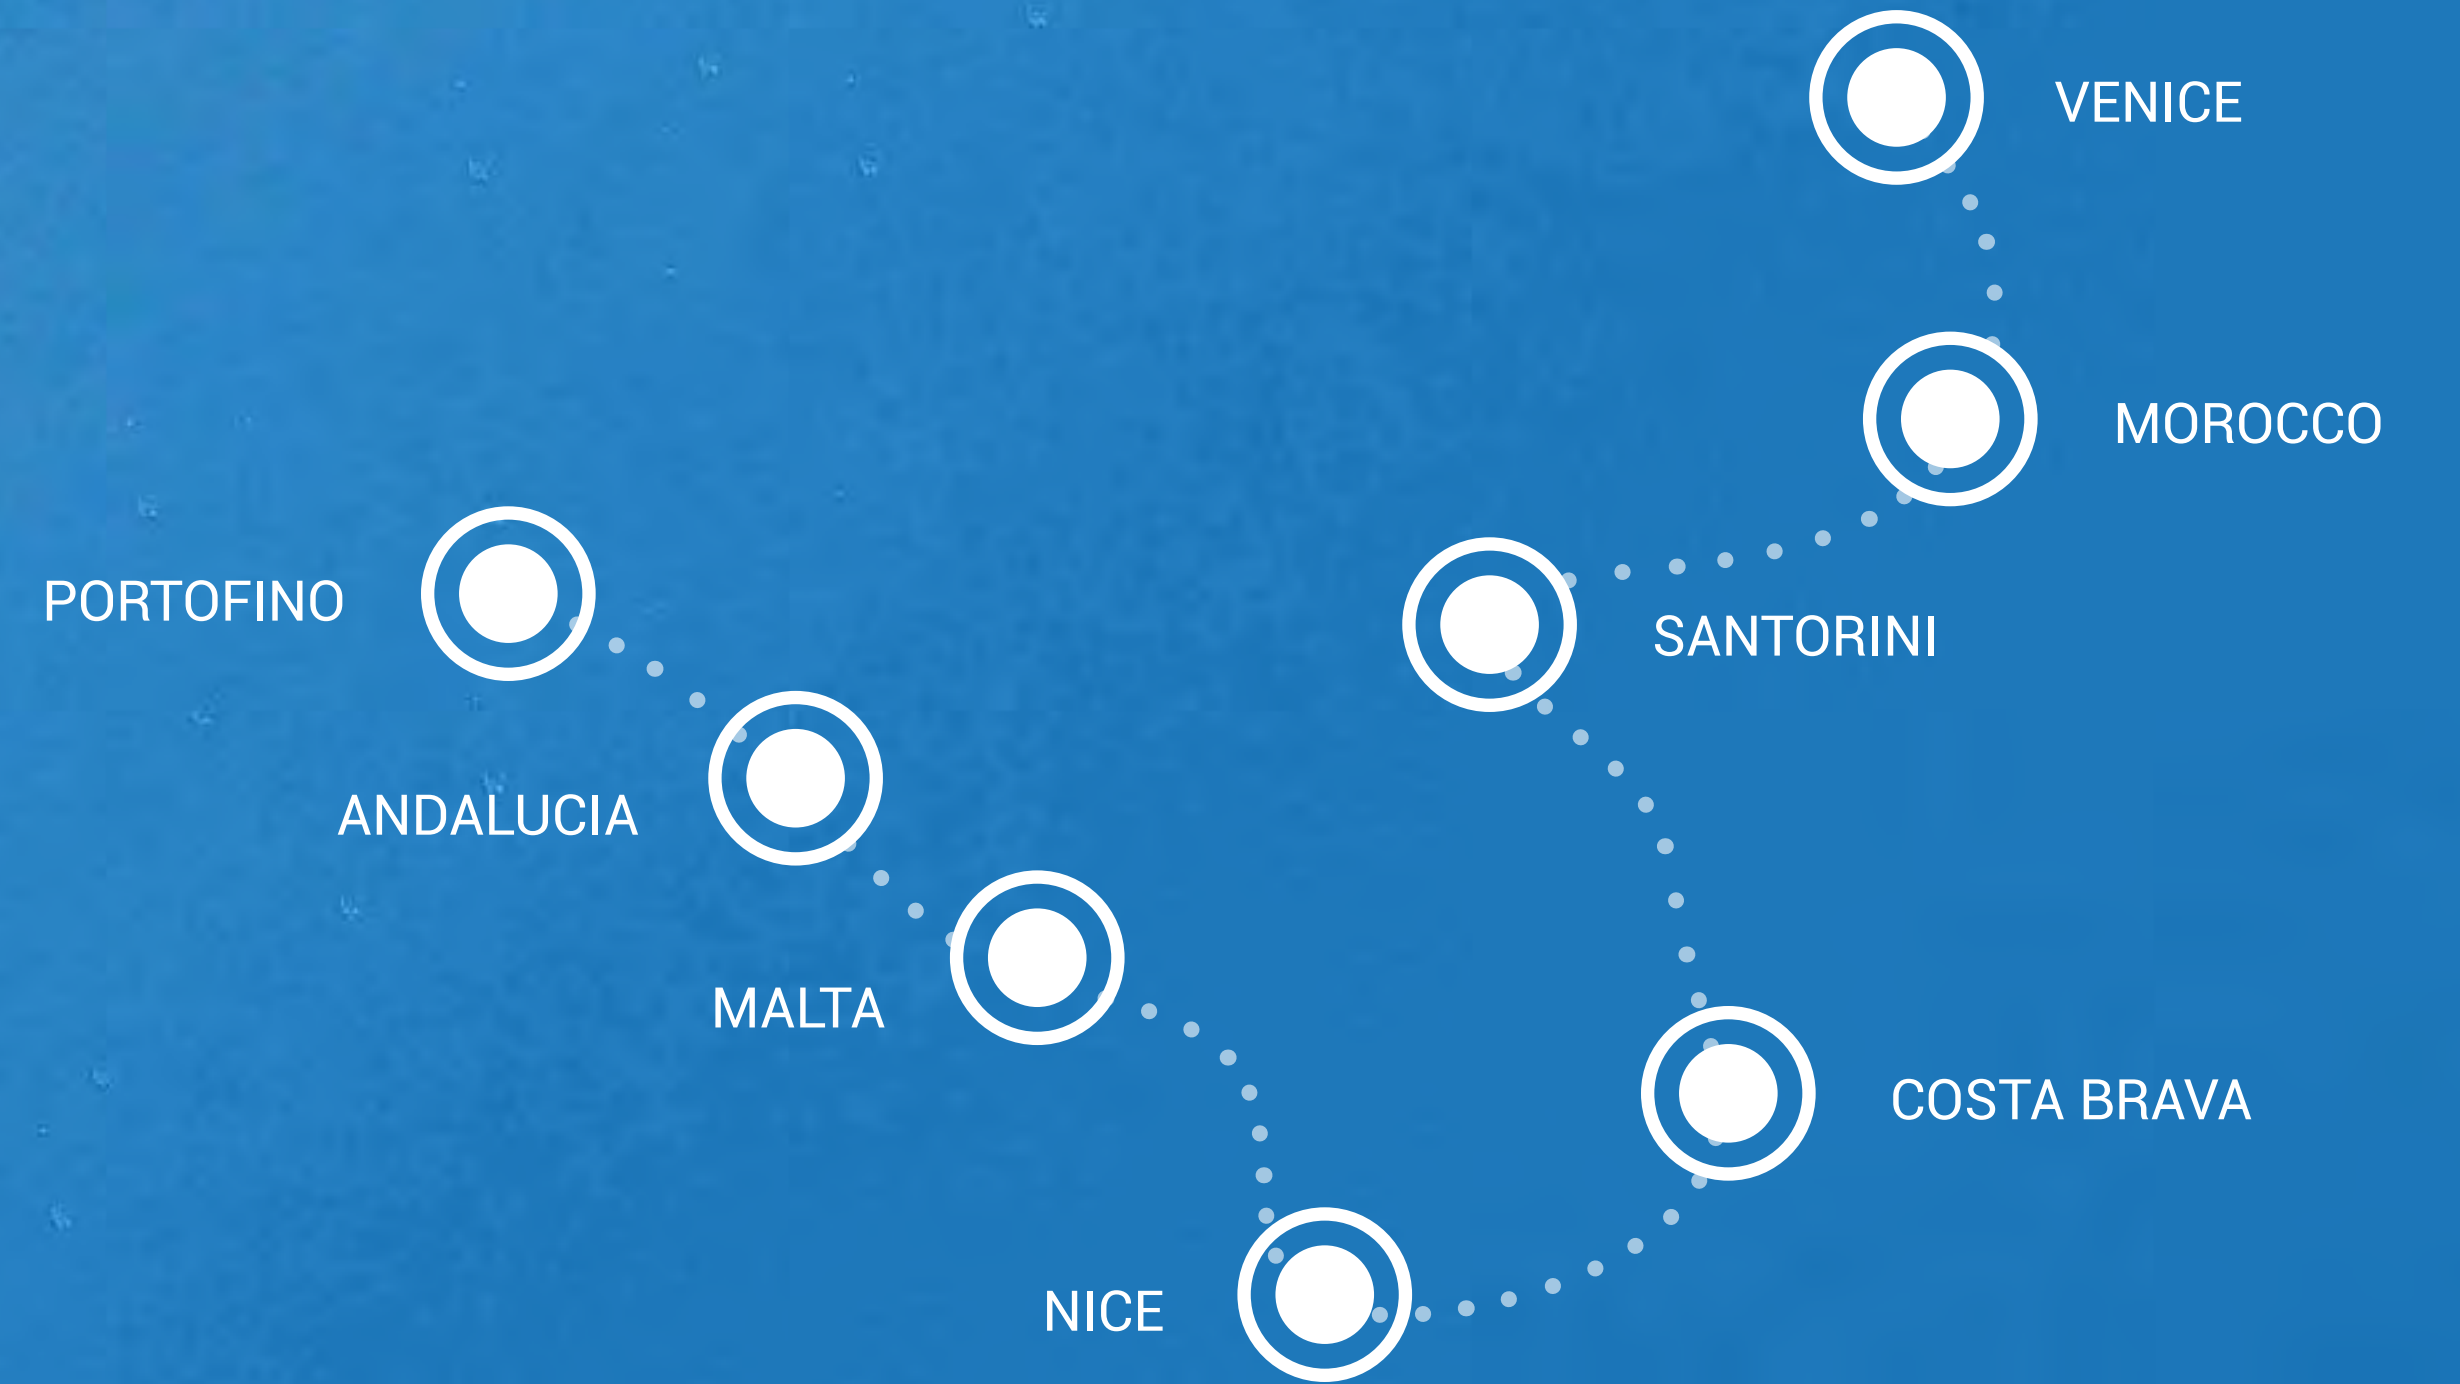 VENICE
MOROCCO
PORTOFINO
SANTORINI
ANDALUCIA
MALTA
COSTA BRAVA
NICE